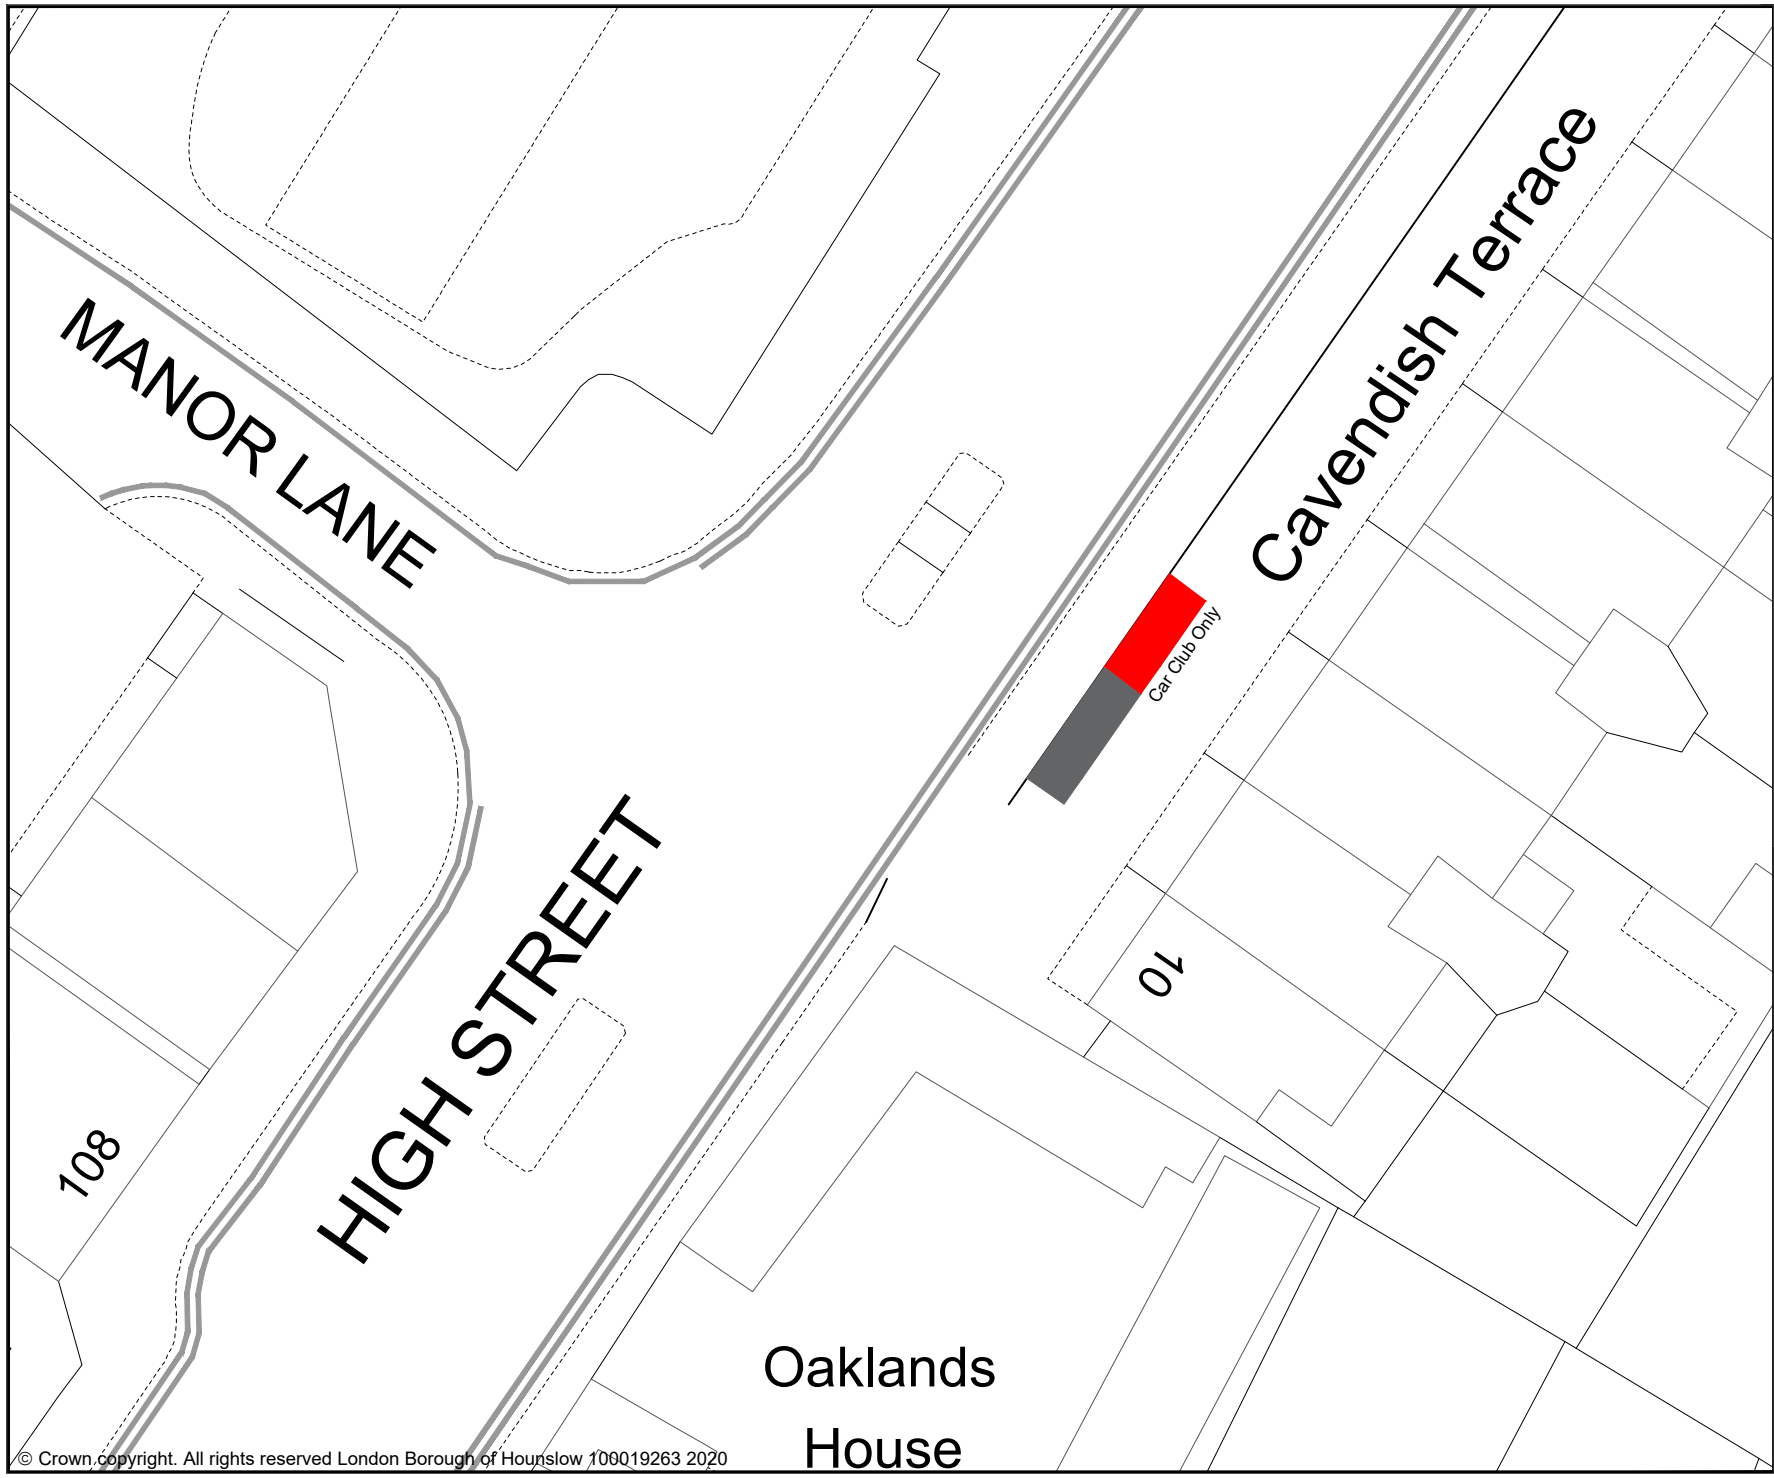 Cavendish Terrace
MANOR LANE
Car Club Only
HIGH STREET
10
108
Oaklands
House
© Crown copyright. All rights reserved London Borough of Hounslow 100019263 2020